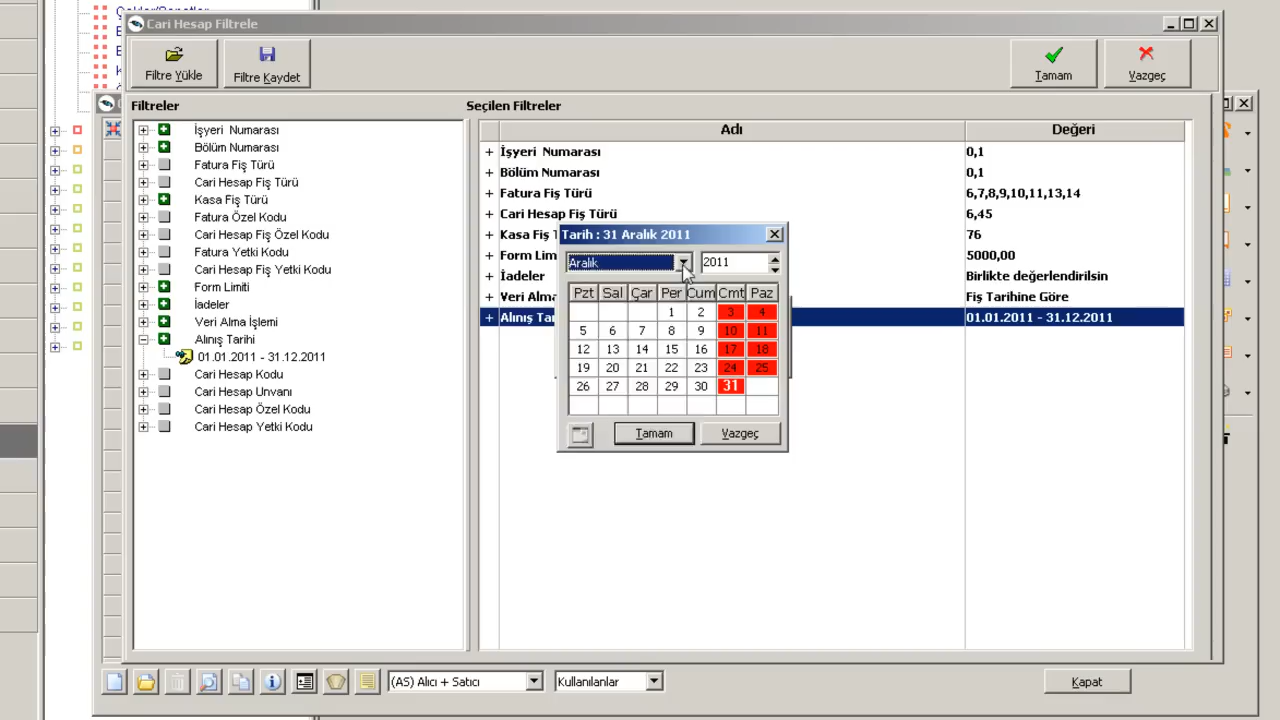 Cari Hesap Filtrele
Filtre Yükle
Filtre Kaydet
Tamam
Vazgeç
Filtreler
Seçilen Filtreler
İşyeri Numarası
Bölüm Numarası
Fatura Fiş Türü
Cari Hesap Fiş Türü
Kasa Fiş Türü
Fatura Özel Kodu
Cari Hesap Fiş Özel Kodu
Fatura Yetki Kodu
Cari Hesap Fiş Yetki Kodu
Form Limiti
İadeler
Veri Alma İşlemi
Alınış Tarihi
01.01.2011 - 31.12.2011
Cari Hesap Kodu
Cari Hesap Unvanı
Cari Hesap Özel Kodu
Cari Hesap Yetki Kodu
Adı Değeri
İşyeri Numarası 0,1
Bölüm Numarası 0,1
Fatura Fiş Türü 6,7,8,9,10,11,13,14
Cari Hesap Fiş Türü 6,45
Kasa Fiş 76
Form Lim 5000,00
İadeler Birlikte değerlendirilsin
Veri Alma Fiş Tarihine Göre
Alınış Ta 01.01.2011 - 31.12.2011
Tarih : 31 Aralık 2011
Aralık 2011
Pzt Sal Çar Per Cum Cmt Paz
1 2 3 4
5 6 7 8 9 10 11
12 13 14 15 16 17 18
19 20 21 22 23 24 25
26 27 28 29 30 31
Tamam Vazgeç
(AS) Alıcı + Satıcı
Kullanılanlar
Kapat